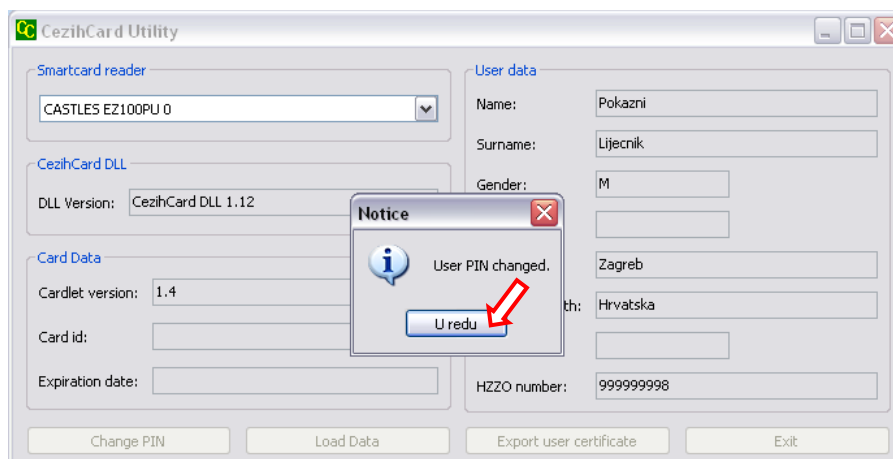 CezihCard Utility
Smartcard reader
CASTLES EZ100PU 0
CezihCard DLL
DLL Version: CezihCard DLL 1.12
Card Data
Cardlet version: 1.4
Card id:
Expiration date:
User data
Name: Pokazni
Surname: Lijecnik
Gender: M
Zagreb
th: Hrvatska
HZZO number: 999999998
Notice
User PIN changed.
U redu
Change PIN
Load Data
Export user certificate
Exit